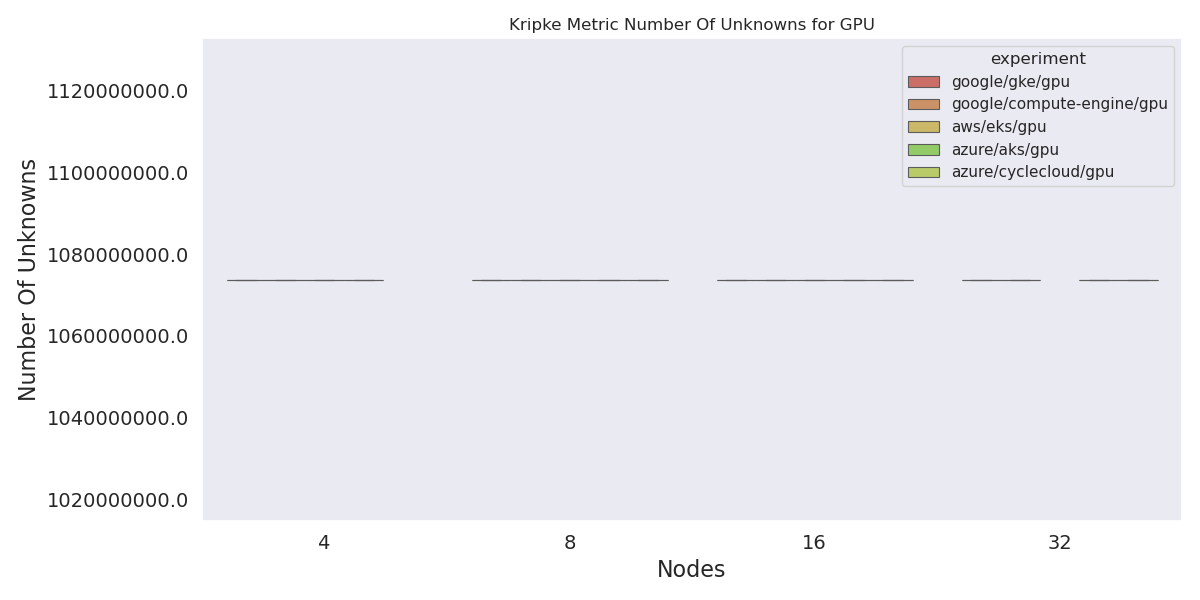 Kripke Metric Number Of Unknowns for GPU
experiment
google/gke/gpu
google/compute-engine/gpu
aws/eks/gpu
azure/aks/gpu
azure/cyclecloud/gpu
Number Of Unknowns
1120000000.0
1100000000.0
1080000000.0
1060000000.0
1040000000.0
1020000000.0
4 8 16 32
Nodes